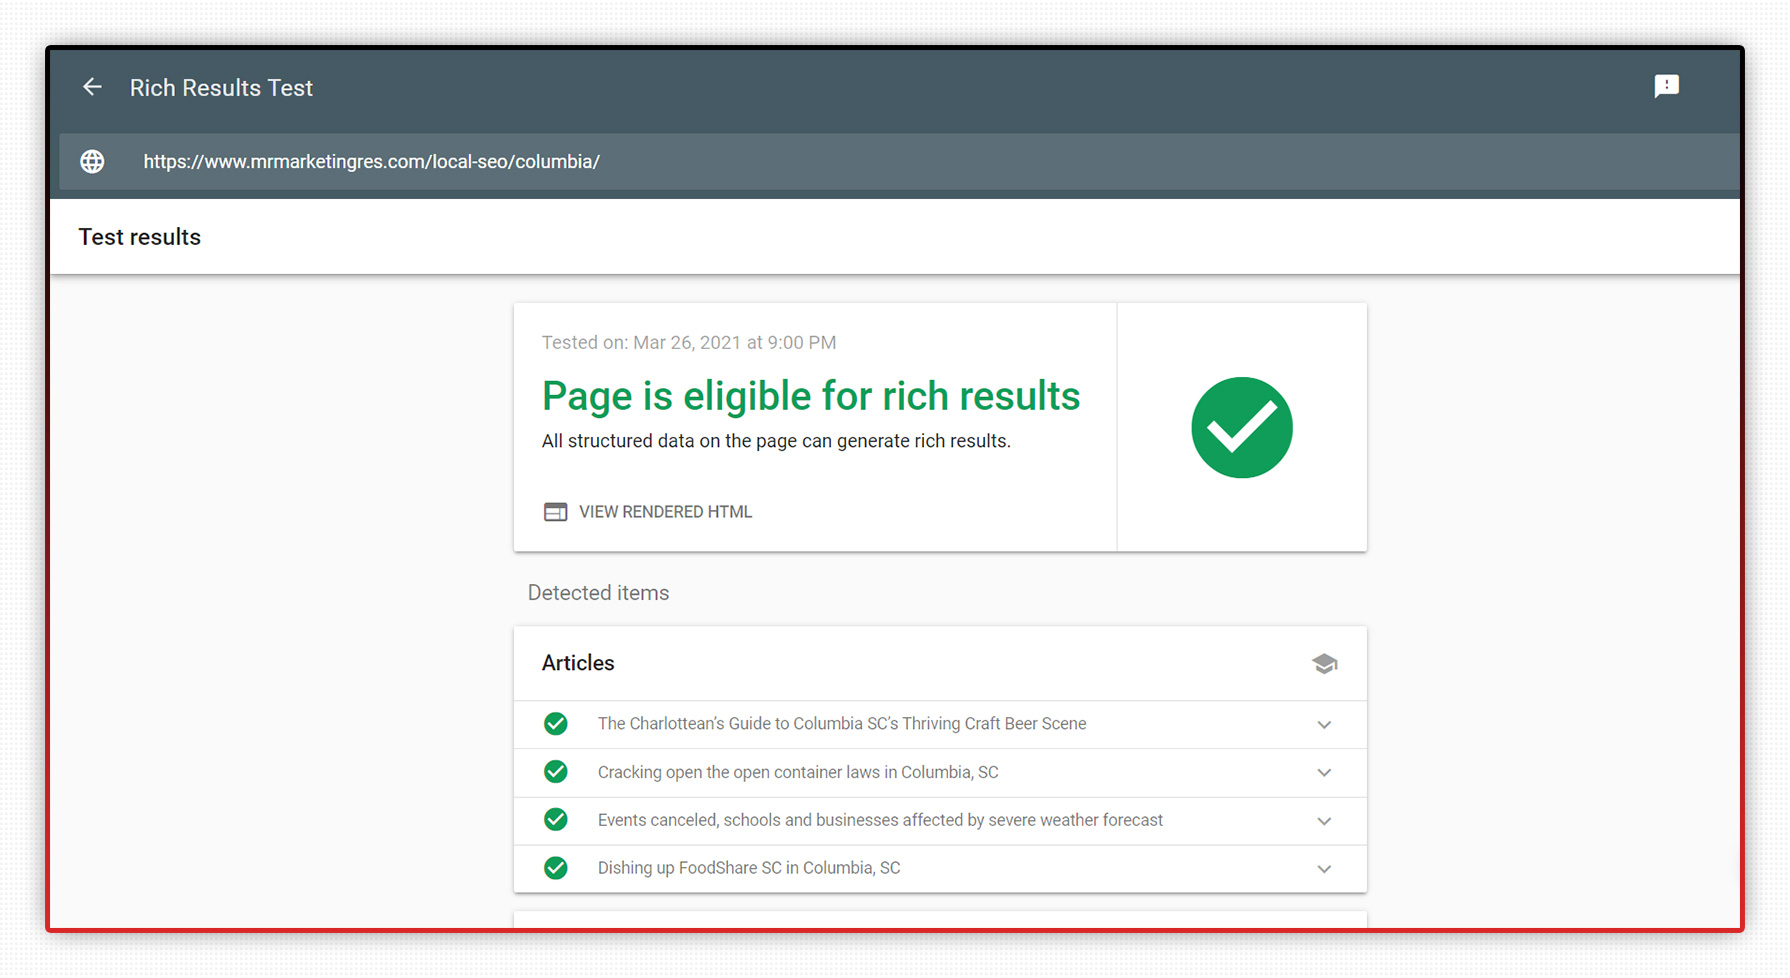 Rich Results Test
https://www.mrmarketingres.com/local-seo/columbia/
Test results
Tested on: Mar 26, 2021 at 9:00 PM
Page is eligible for rich results
All structured data on the page can generate rich results.
VIEW RENDERED HTML
Detected items
Articles
The Charlottean’s Guide to Columbia SC’s Thriving Craft Beer Scene
Cracking open the open container laws in Columbia, SC
Events canceled, schools and businesses affected by severe weather forecast
Dishing up FoodShare SC in Columbia, SC